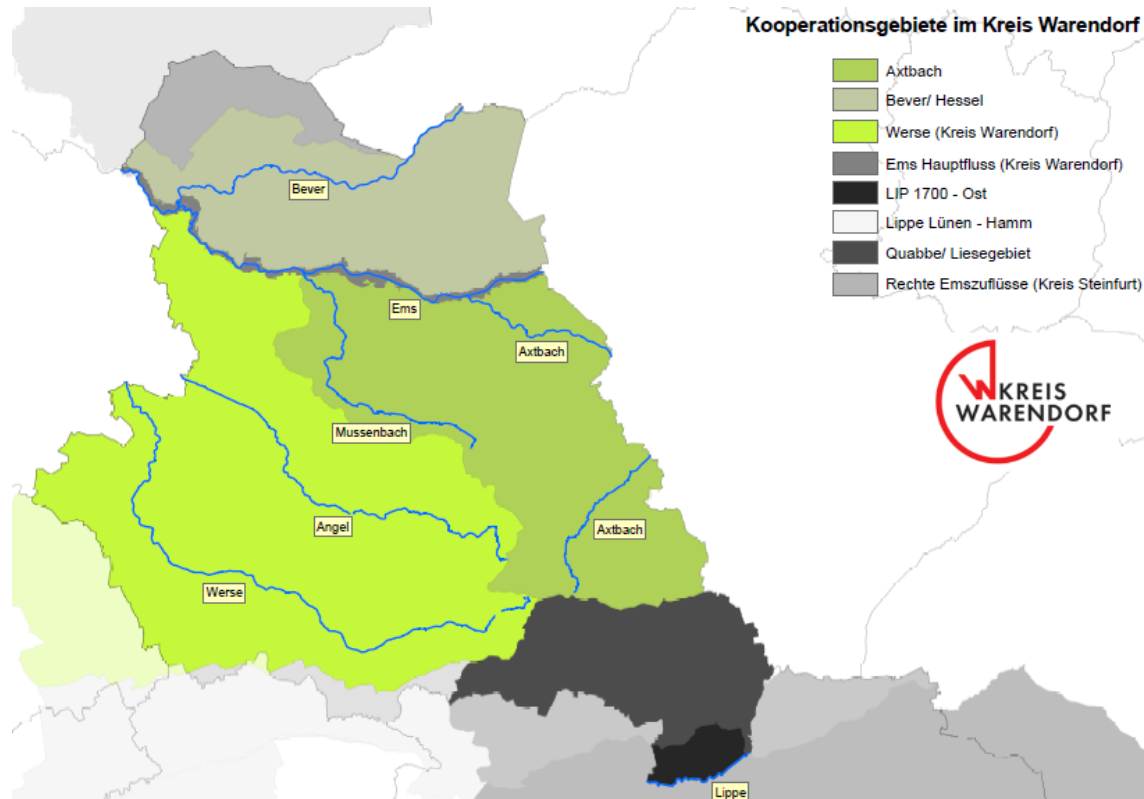 Kooperationsgebiete im Kreis Warendorf
Axtbach
Bever/ Hessel
Werse (Kreis Warendorf)
Ems Hauptfluss (Kreis Warendorf)
LIP 1700 - Ost
Lippe Lünen - Hamm
Quabbe/ Liesegebiet
Rechte Emszuflüsse (Kreis Steinfurt)
Bever
Ems
Axtbach
KREIS
WARENDORF
Mussenbach
Angel
Axtbach
Werse
Lippe